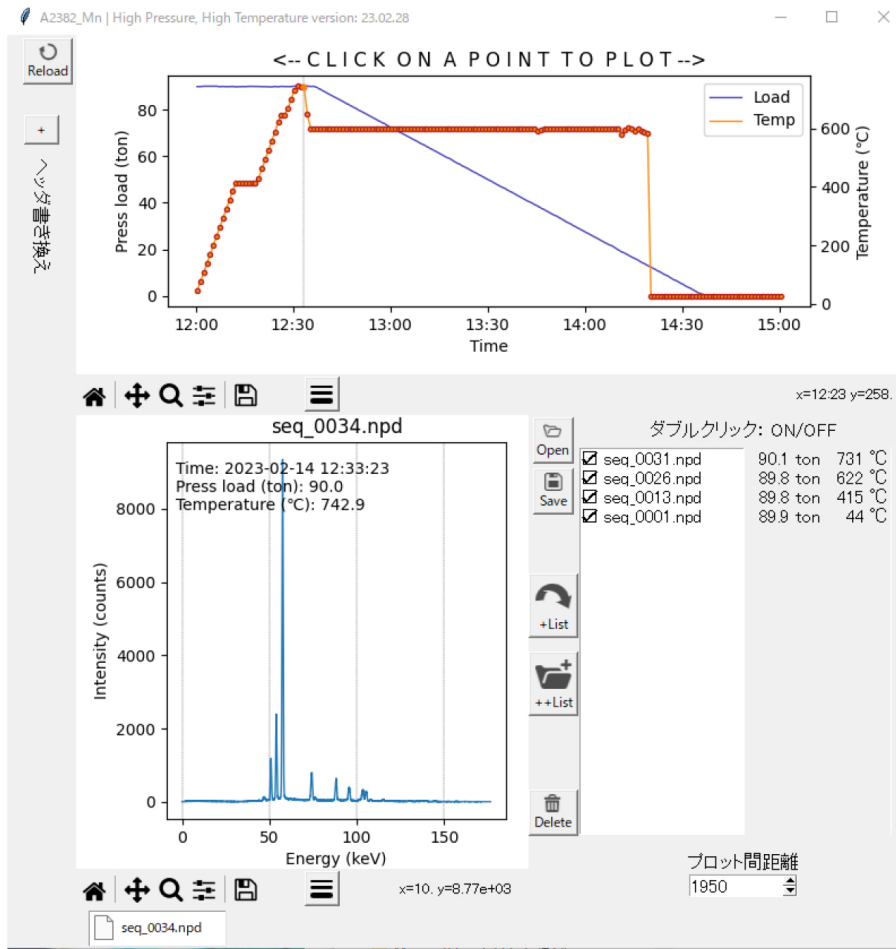 A2382_Mn | High Pressure, High Temperature version: 23.02.28
Reload
+
ヘッダ書き換え
<-- C L I C K  O N  A  P O I N T  T O  P L O T -->
Load
Temp
Press load (ton)
80
60
40
20
0
Temperature (℃)
600
400
200
0
12:00 12:30 13:00 13:30 14:00 14:30 15:00
Time
x=12:23 y=258.
seq_0034.npd
Time: 2023-02-14 12:33:23
Press load (ton): 90.0
Temperature (℃): 742.9
Intensity (counts)
8000
6000
4000
2000
0
0 50 100 150
Energy (keV)
x=10. y=8.77e+03
seq_0034.npd
Open
Save
+List
++List
Delete
ダブルクリック: ON/OFF
seq_0031.npd 90.1 ton 731 ℃
seq_0026.npd 89.8 ton 622 ℃
seq_0013.npd 89.8 ton 415 ℃
seq_0001.npd 89.9 ton 44 ℃
プロット間距離
1950